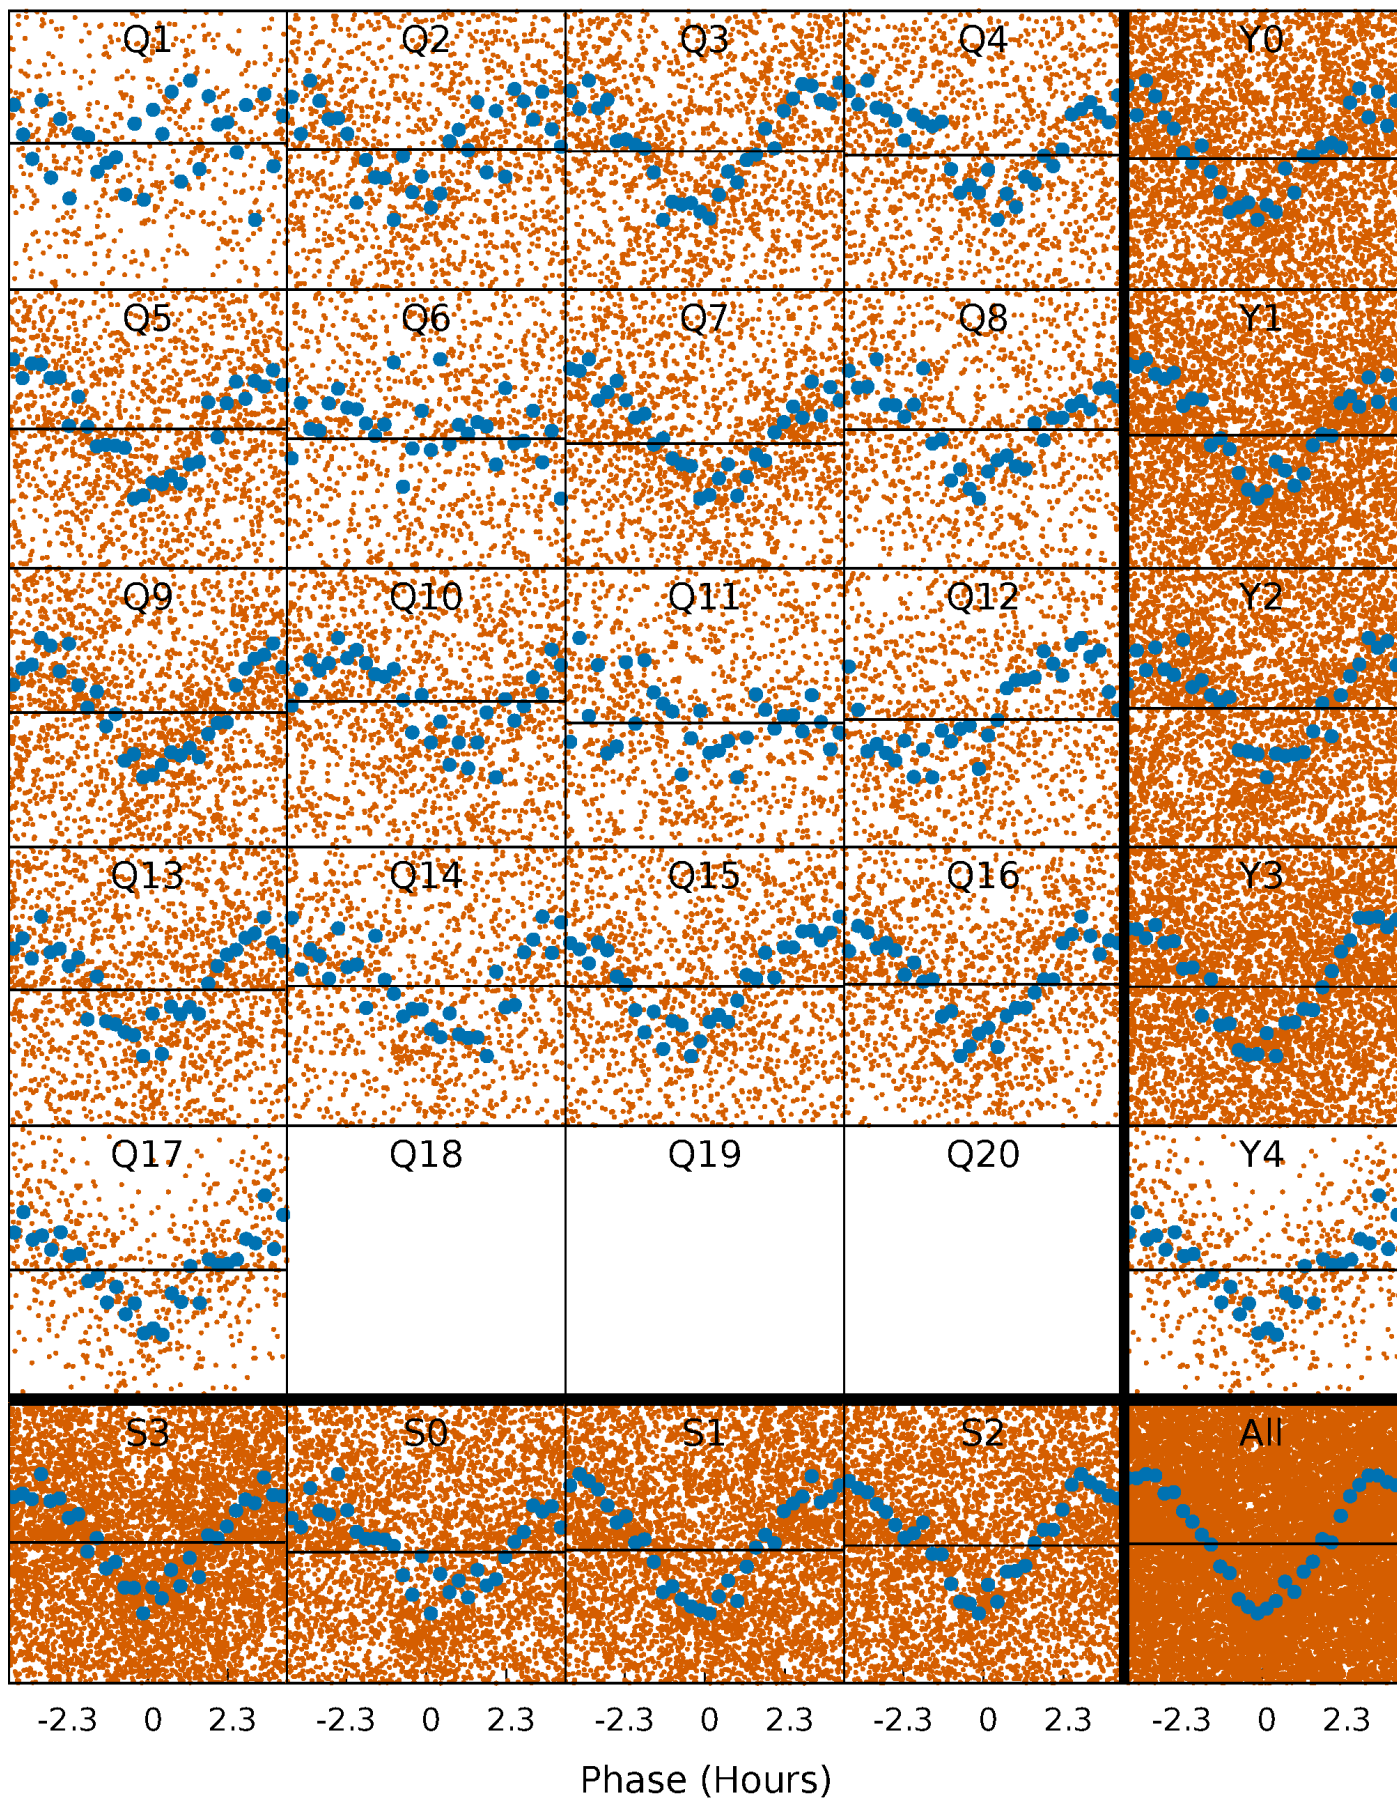 Q1 Q2 Q3 Q4 Y0
Q5 Q6 Q7 Q8 Y1
Q9 Q10 Q11 Q12 Y2
Q13 Q14 Q15 Q16 Y3
Q17 Q18 Q19 Q20 Y4
S3 S0 S1 S2 All
-2.3 0 2.3 -2.3 0 2.3 -2.3 0 2.3 -2.3 0 2.3 -2.3 0 2.3
Phase (Hours)